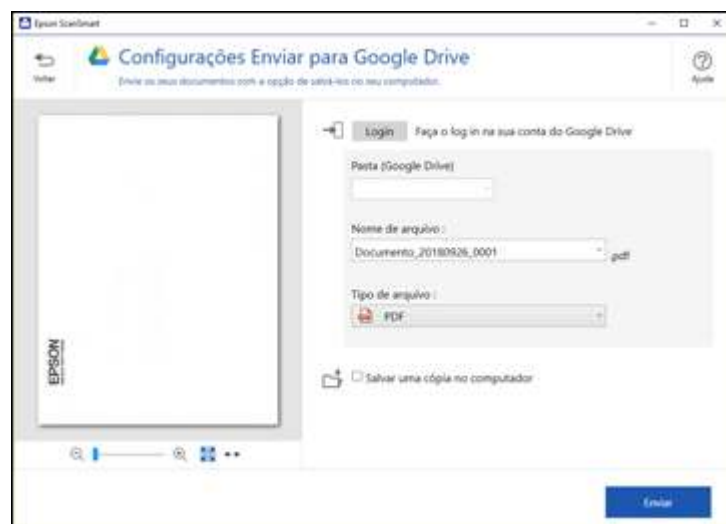 Epson ScanSmart
Voltar
Configurações Enviar para Google Drive
Envie os seus documentos com a opção de salvá-los no seu computador.
Ajuda
Login Faça o log in na sua conta do Google Drive
Pasta (Google Drive)
Nome de arquivo :
Documento_20180926_0001 .pdf
Tipo de arquivo :
PDF
EPSON
Salvar uma cópia no computador
Enviar